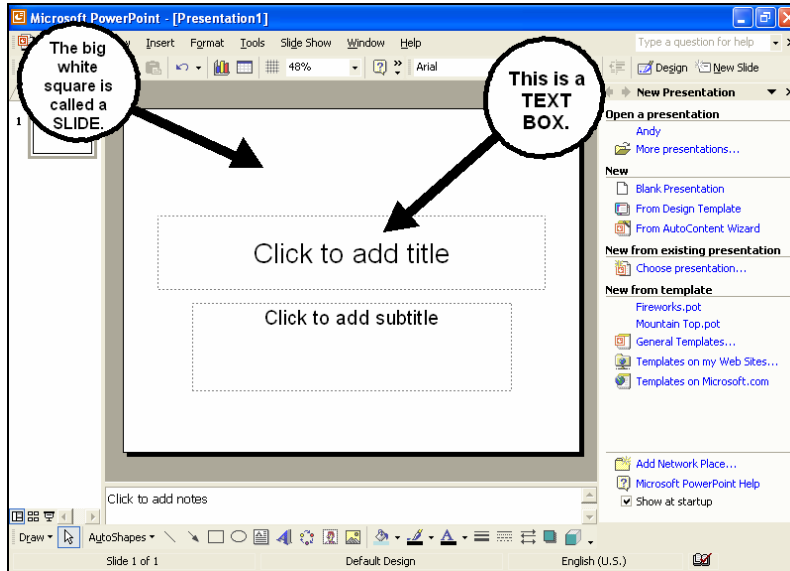 Microsoft PowerPoint - [Presentation1]
Insert Format Tools Slide Show Window Help
Type a question for help
48%
Arial
Design New Slide
The big
white
square is
called a
SLIDE.
This is a
TEXT
BOX.
1
Click to add title
Click to add subtitle
Click to add notes
New Presentation
Open a presentation
Andy
More presentations...
New
Blank Presentation
From Design Template
From AutoContent Wizard
New from existing presentation
Choose presentation...
New from template
Fireworks.pot
Mountain Top.pot
General Templates...
Templates on my Web Sites...
Templates on Microsoft.com
Add Network Place...
Microsoft PowerPoint Help
Show at startup
Draw AutoShapes
Slide 1 of 1 Default Design English (U.S.)